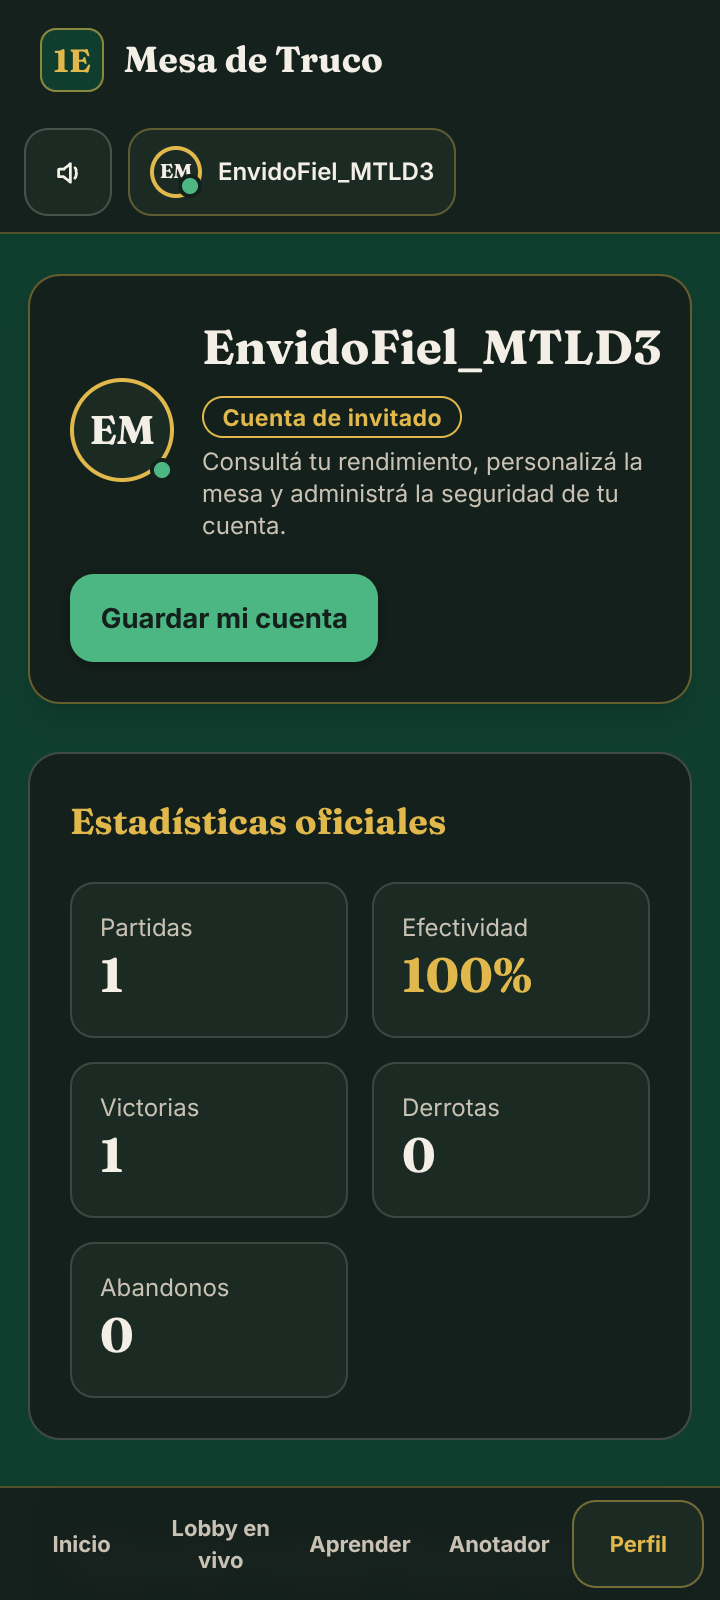 1E
Mesa de Truco
EM
EnvidoFiel_MTLD3
EnvidoFiel_MTLD3
EM
Cuenta de invitado
Consultá tu rendimiento, personalizá la
mesa y administrá la seguridad de tu
cuenta.
Guardar mi cuenta
Estadísticas oficiales
Partidas
1
Efectividad
100%
Victorias
1
Derrotas
0
Abandonos
0
Inicio
Lobby en
vivo
Aprender
Anotador
Perfil